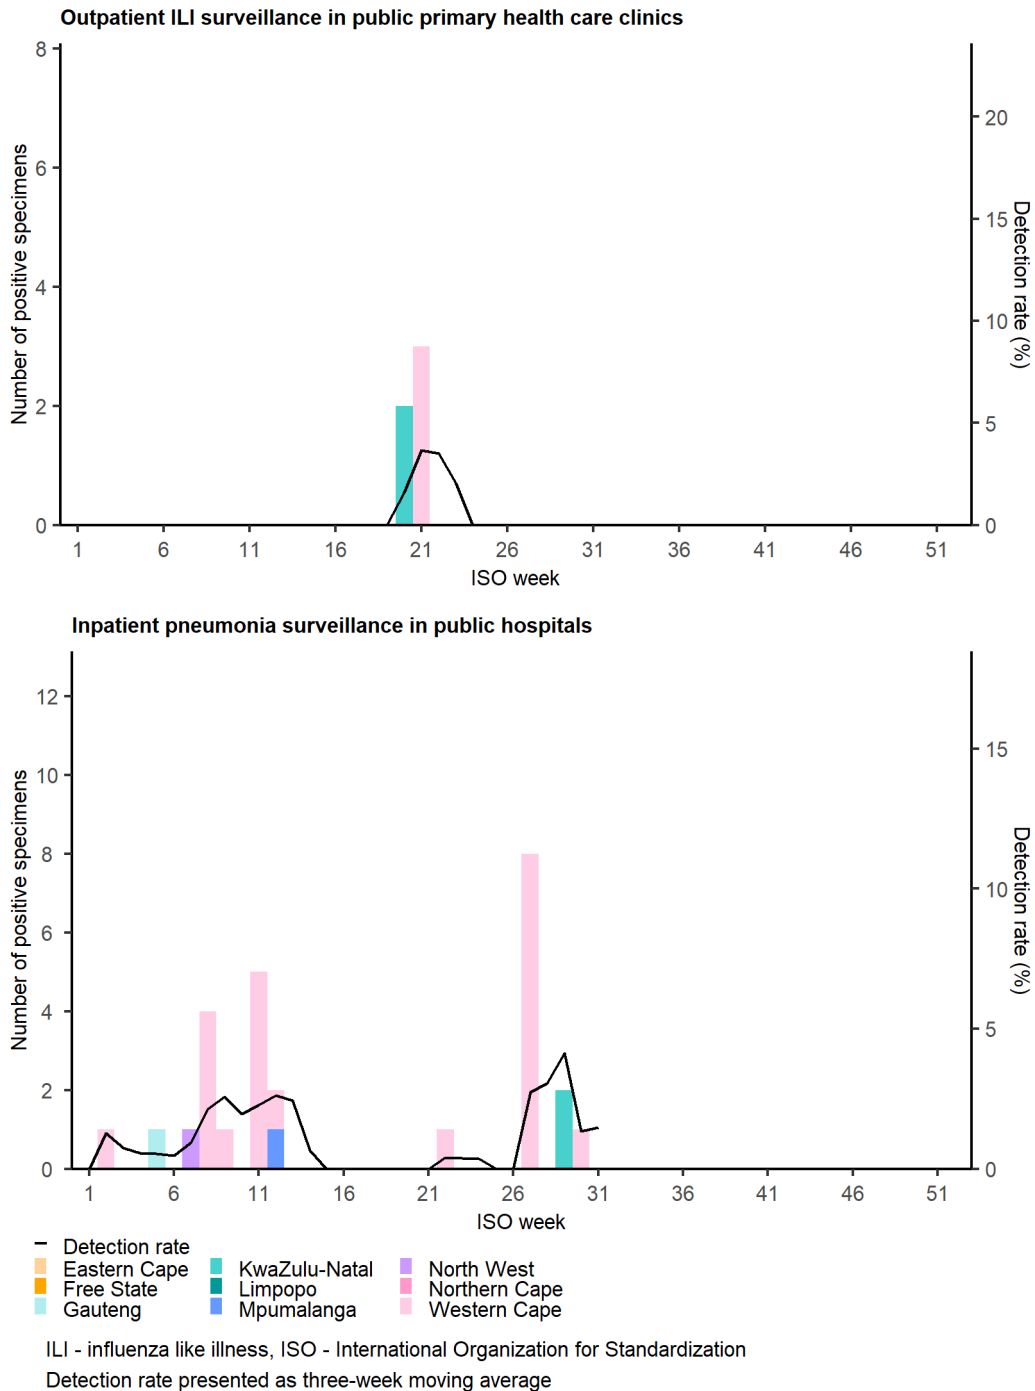 Outpatient ILI surveillance in public primary health care clinics
Number of positive specimens
8
6
4
2
0
20
15
10
5
0
Detection rate (%)
1 6 11 16 21 26 31 36 41 46 51
ISO week
Inpatient pneumonia surveillance in public hospitals
Number of positive specimens
12
10
8
6
4
2
0
15
10
5
0
Detection rate (%)
1 6 11 16 21 26 31 36 41 46 51
ISO week
Detection rate
Eastern Cape KwaZulu-Natal North West
Free State Limpopo Northern Cape
Gauteng Mpumalanga Western Cape
ILI - influenza like illness, ISO - International Organization for Standardization
Detection rate presented as three-week moving average